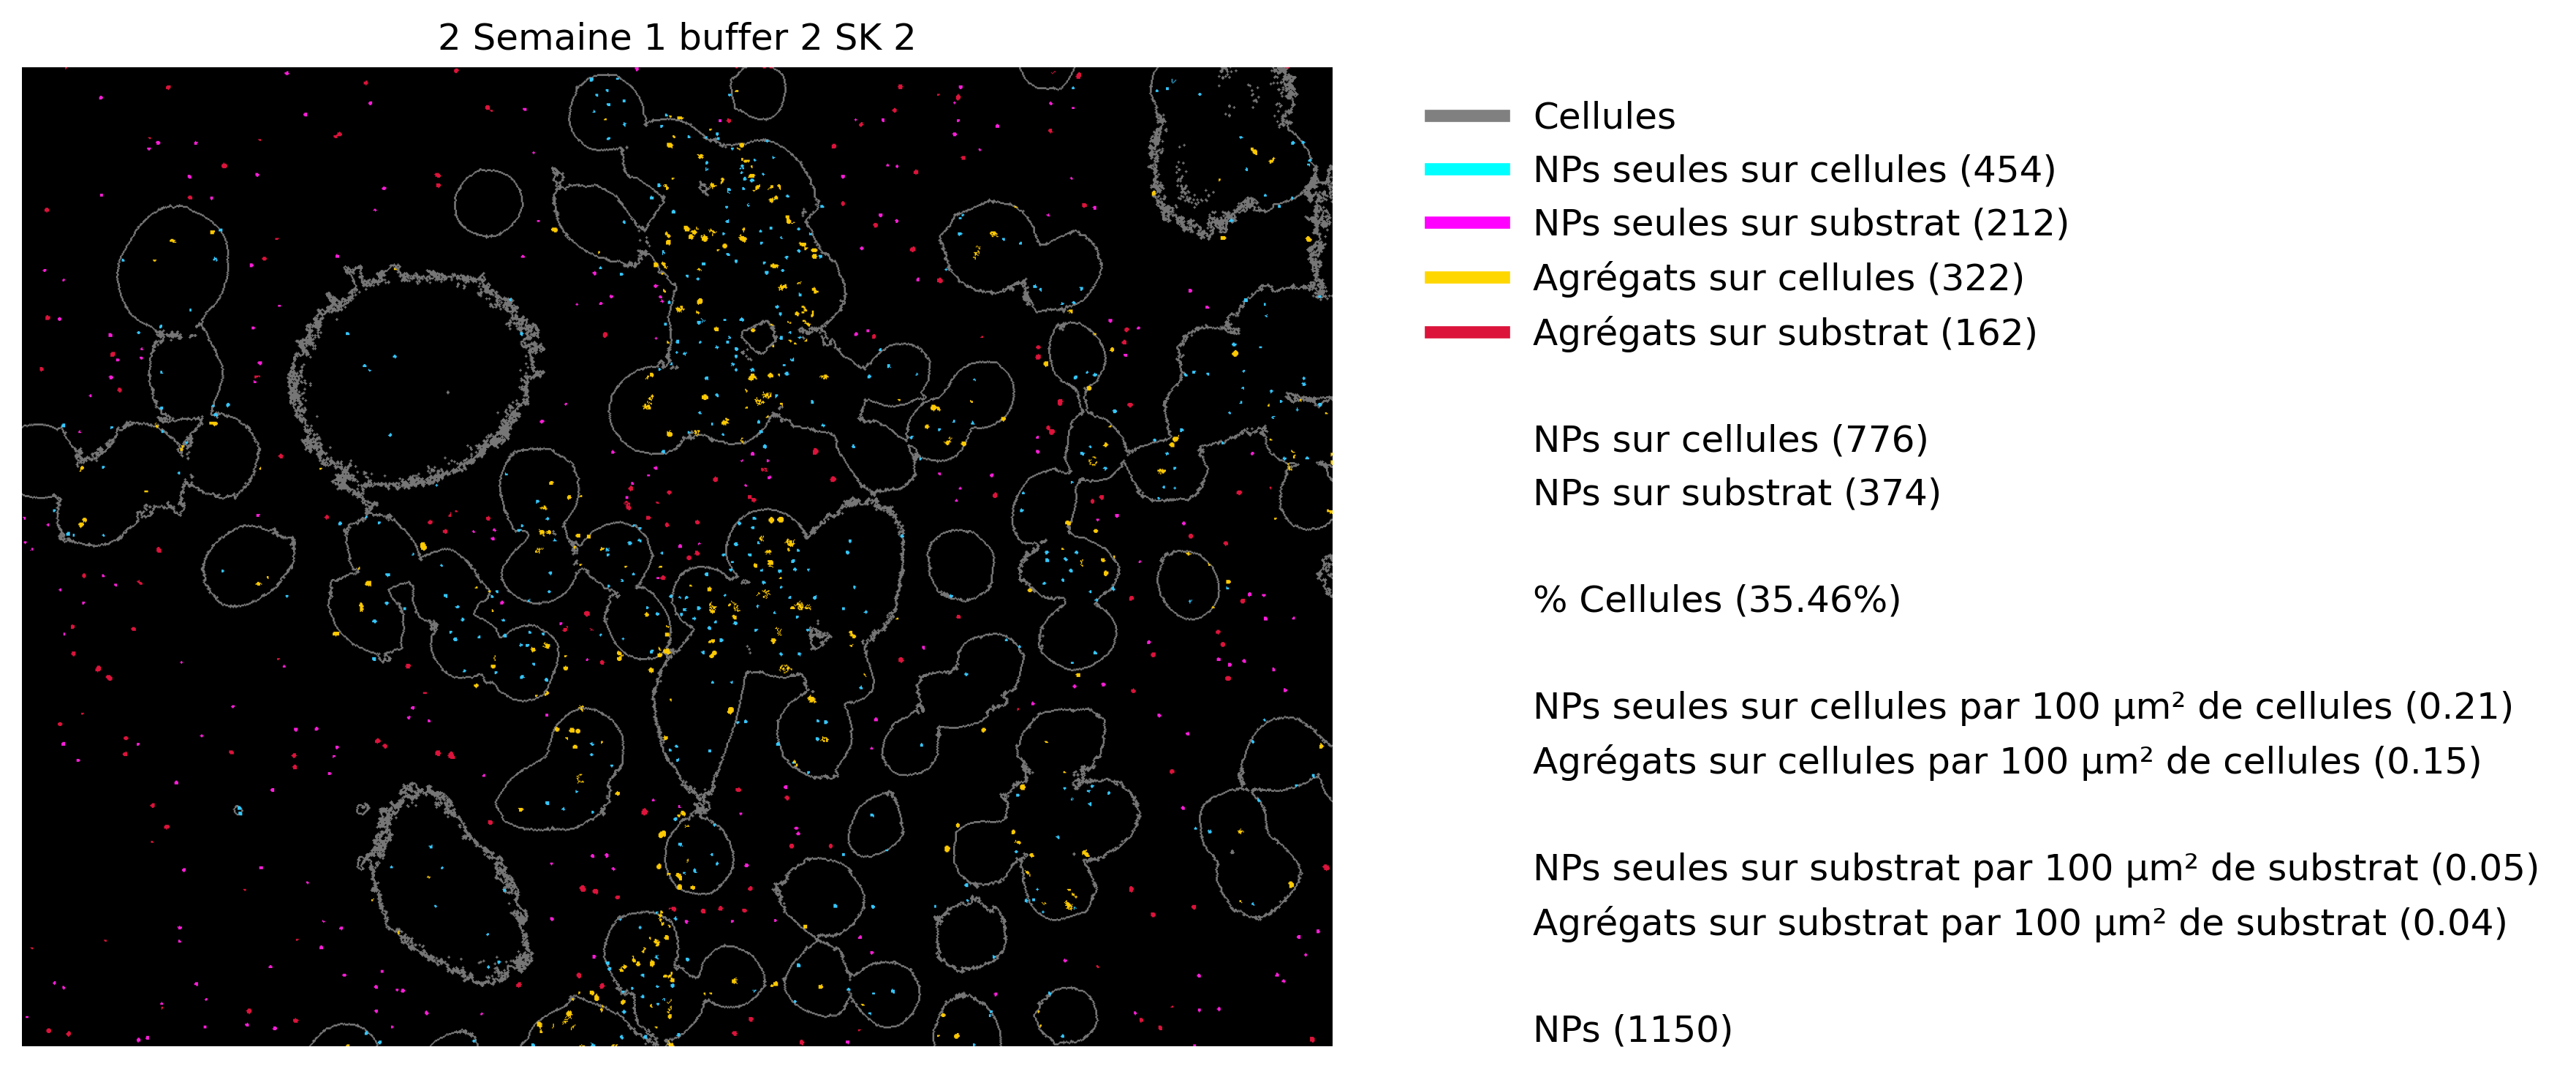 2 Semaine 1 buffer 2 SK 2
Cellules
NPs seules sur cellules (454)
NPs seules sur substrat (212)
Agrégats sur cellules (322)
Agrégats sur substrat (162)
NPs sur cellules (776)
NPs sur substrat (374)
% Cellules (35.46%)
NPs seules sur cellules par 100 µm² de cellules (0.21)
Agrégats sur cellules par 100 µm² de cellules (0.15)
NPs seules sur substrat par 100 µm² de substrat (0.05)
Agrégats sur substrat par 100 µm² de substrat (0.04)
NPs (1150)